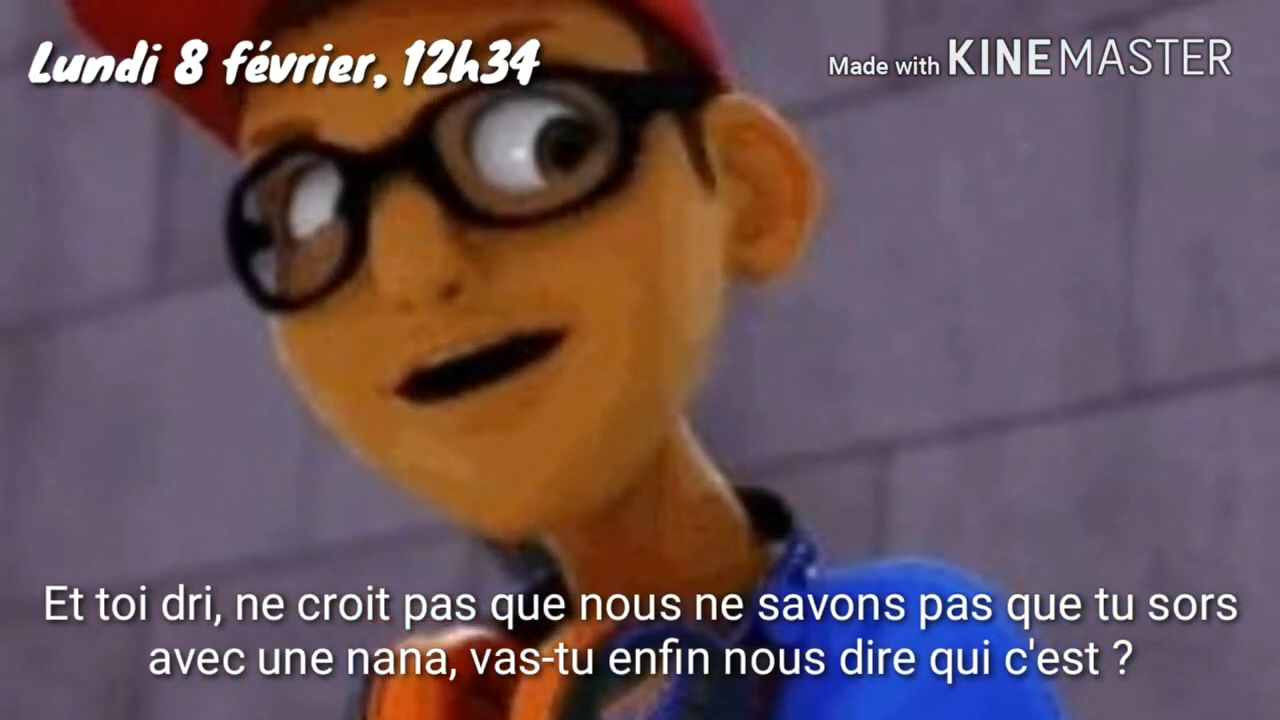 Lundi 8 février, 12h34
Made with KINEMASTER
Et toi dri, ne croit pas que nous ne savons pas que tu sors
avec une nana, vas-tu enfin nous dire qui c'est ?